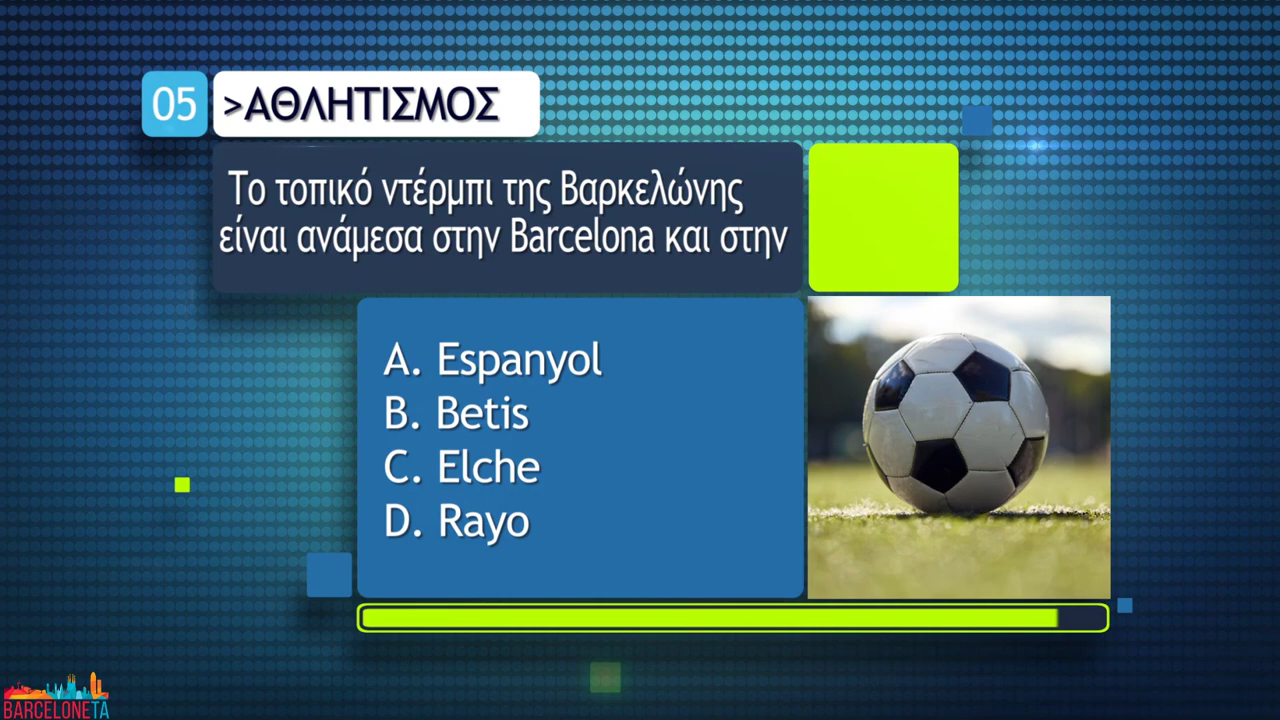 05 >ΑΘΛΗΤΙΣΜΟΣ
Το τοπικό ντέρμπι της Βαρκελώνης
είναι ανάμεσα στην Barcelona και στην
A. Espanyol
B. Betis
C. Elche
D. Rayo
BARCELONETA